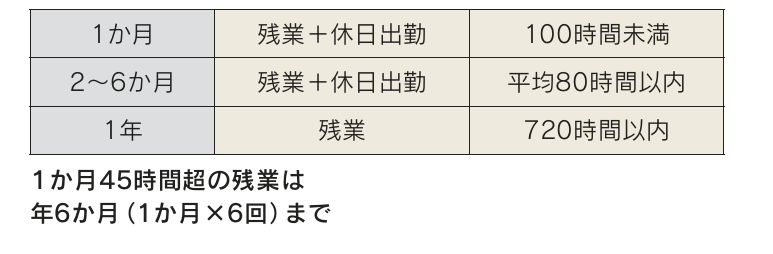 1か月 残業＋休日出勤 100時間未満
2〜6か月 残業＋休日出勤 平均80時間以内
1年 残業 720時間以内
1か月45時間超の残業は
年6か月（1か月×6回）まで